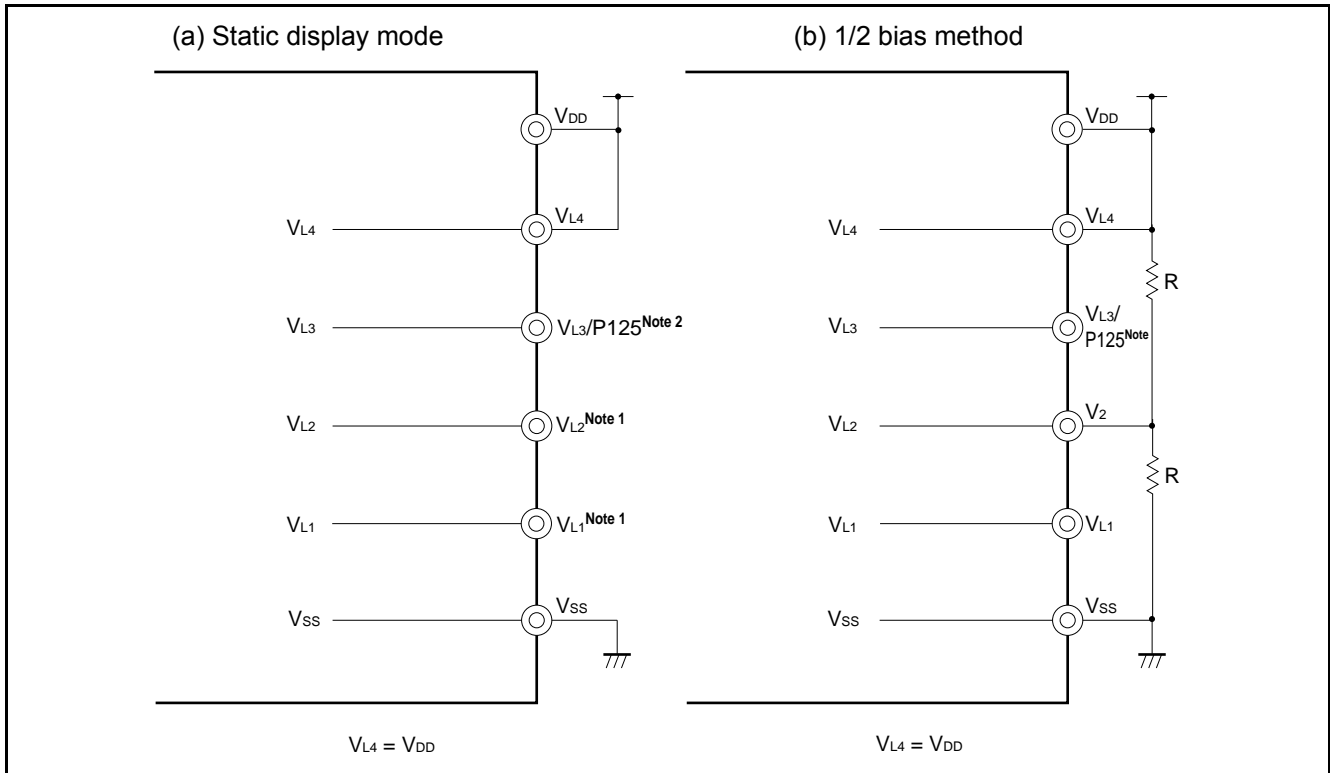 (a) Static display mode
VDD
VL4
VL4
VL3
VL3/P125Note 2
VL2
VL2Note 1
VL1
VL1Note 1
VSS
VSS
VL4 = VDD
(b) 1/2 bias method
VDD
VL4
VL4
R
VL3
VL3/
P125Note
VL2
V2
R
VL1
VL1
VSS
VSS
VL4 = VDD